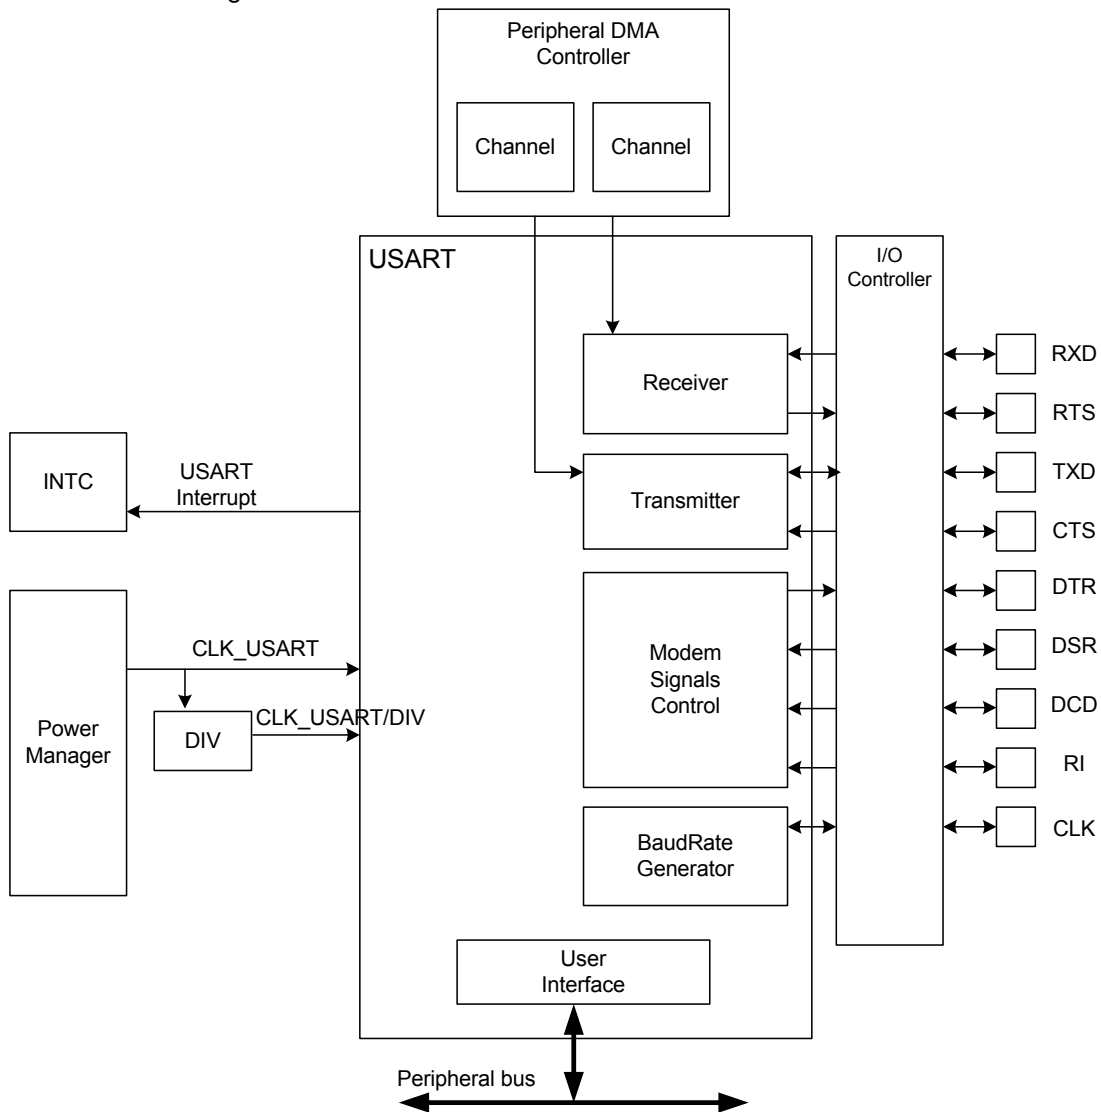 Peripheral DMA
Controller
Channel
Channel
USART
I/O
Controller
Receiver
RXD
RTS
INTC
USART
Interrupt
Transmitter
TXD
CTS
Power
Manager
CLK_USART
DIV
CLK_USART/DIV
Modem
Signals
Control
DTR
DSR
DCD
RI
BaudRate
Generator
CLK
User
Interface
Peripheral bus